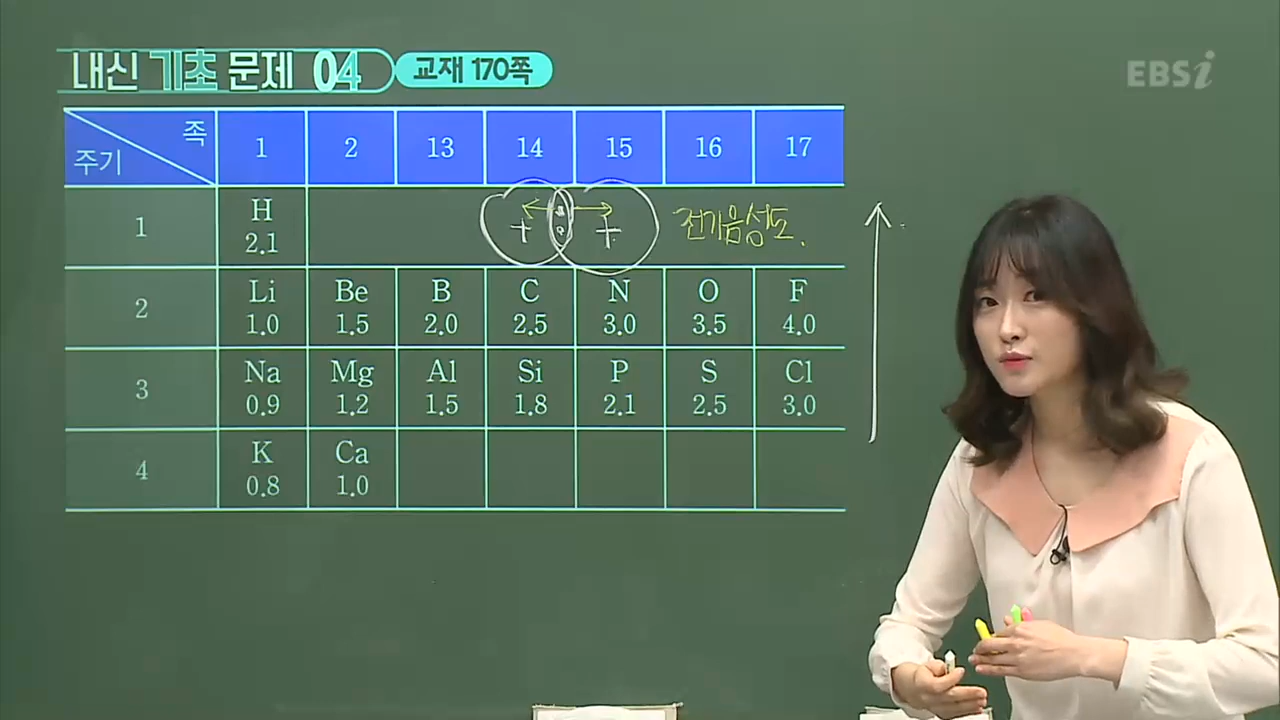 내신 기초 문제 04 교재 170쪽
EBSi
족 1 2 13 14 15 16 17
주기
1 H
2.1
+ + 전기음성도.
2 Li Be B C N O F
1.0 1.5 2.0 2.5 3.0 3.5 4.0
3 Na Mg Al Si P S Cl
0.9 1.2 1.5 1.8 2.1 2.5 3.0
4 K Ca
0.8 1.0